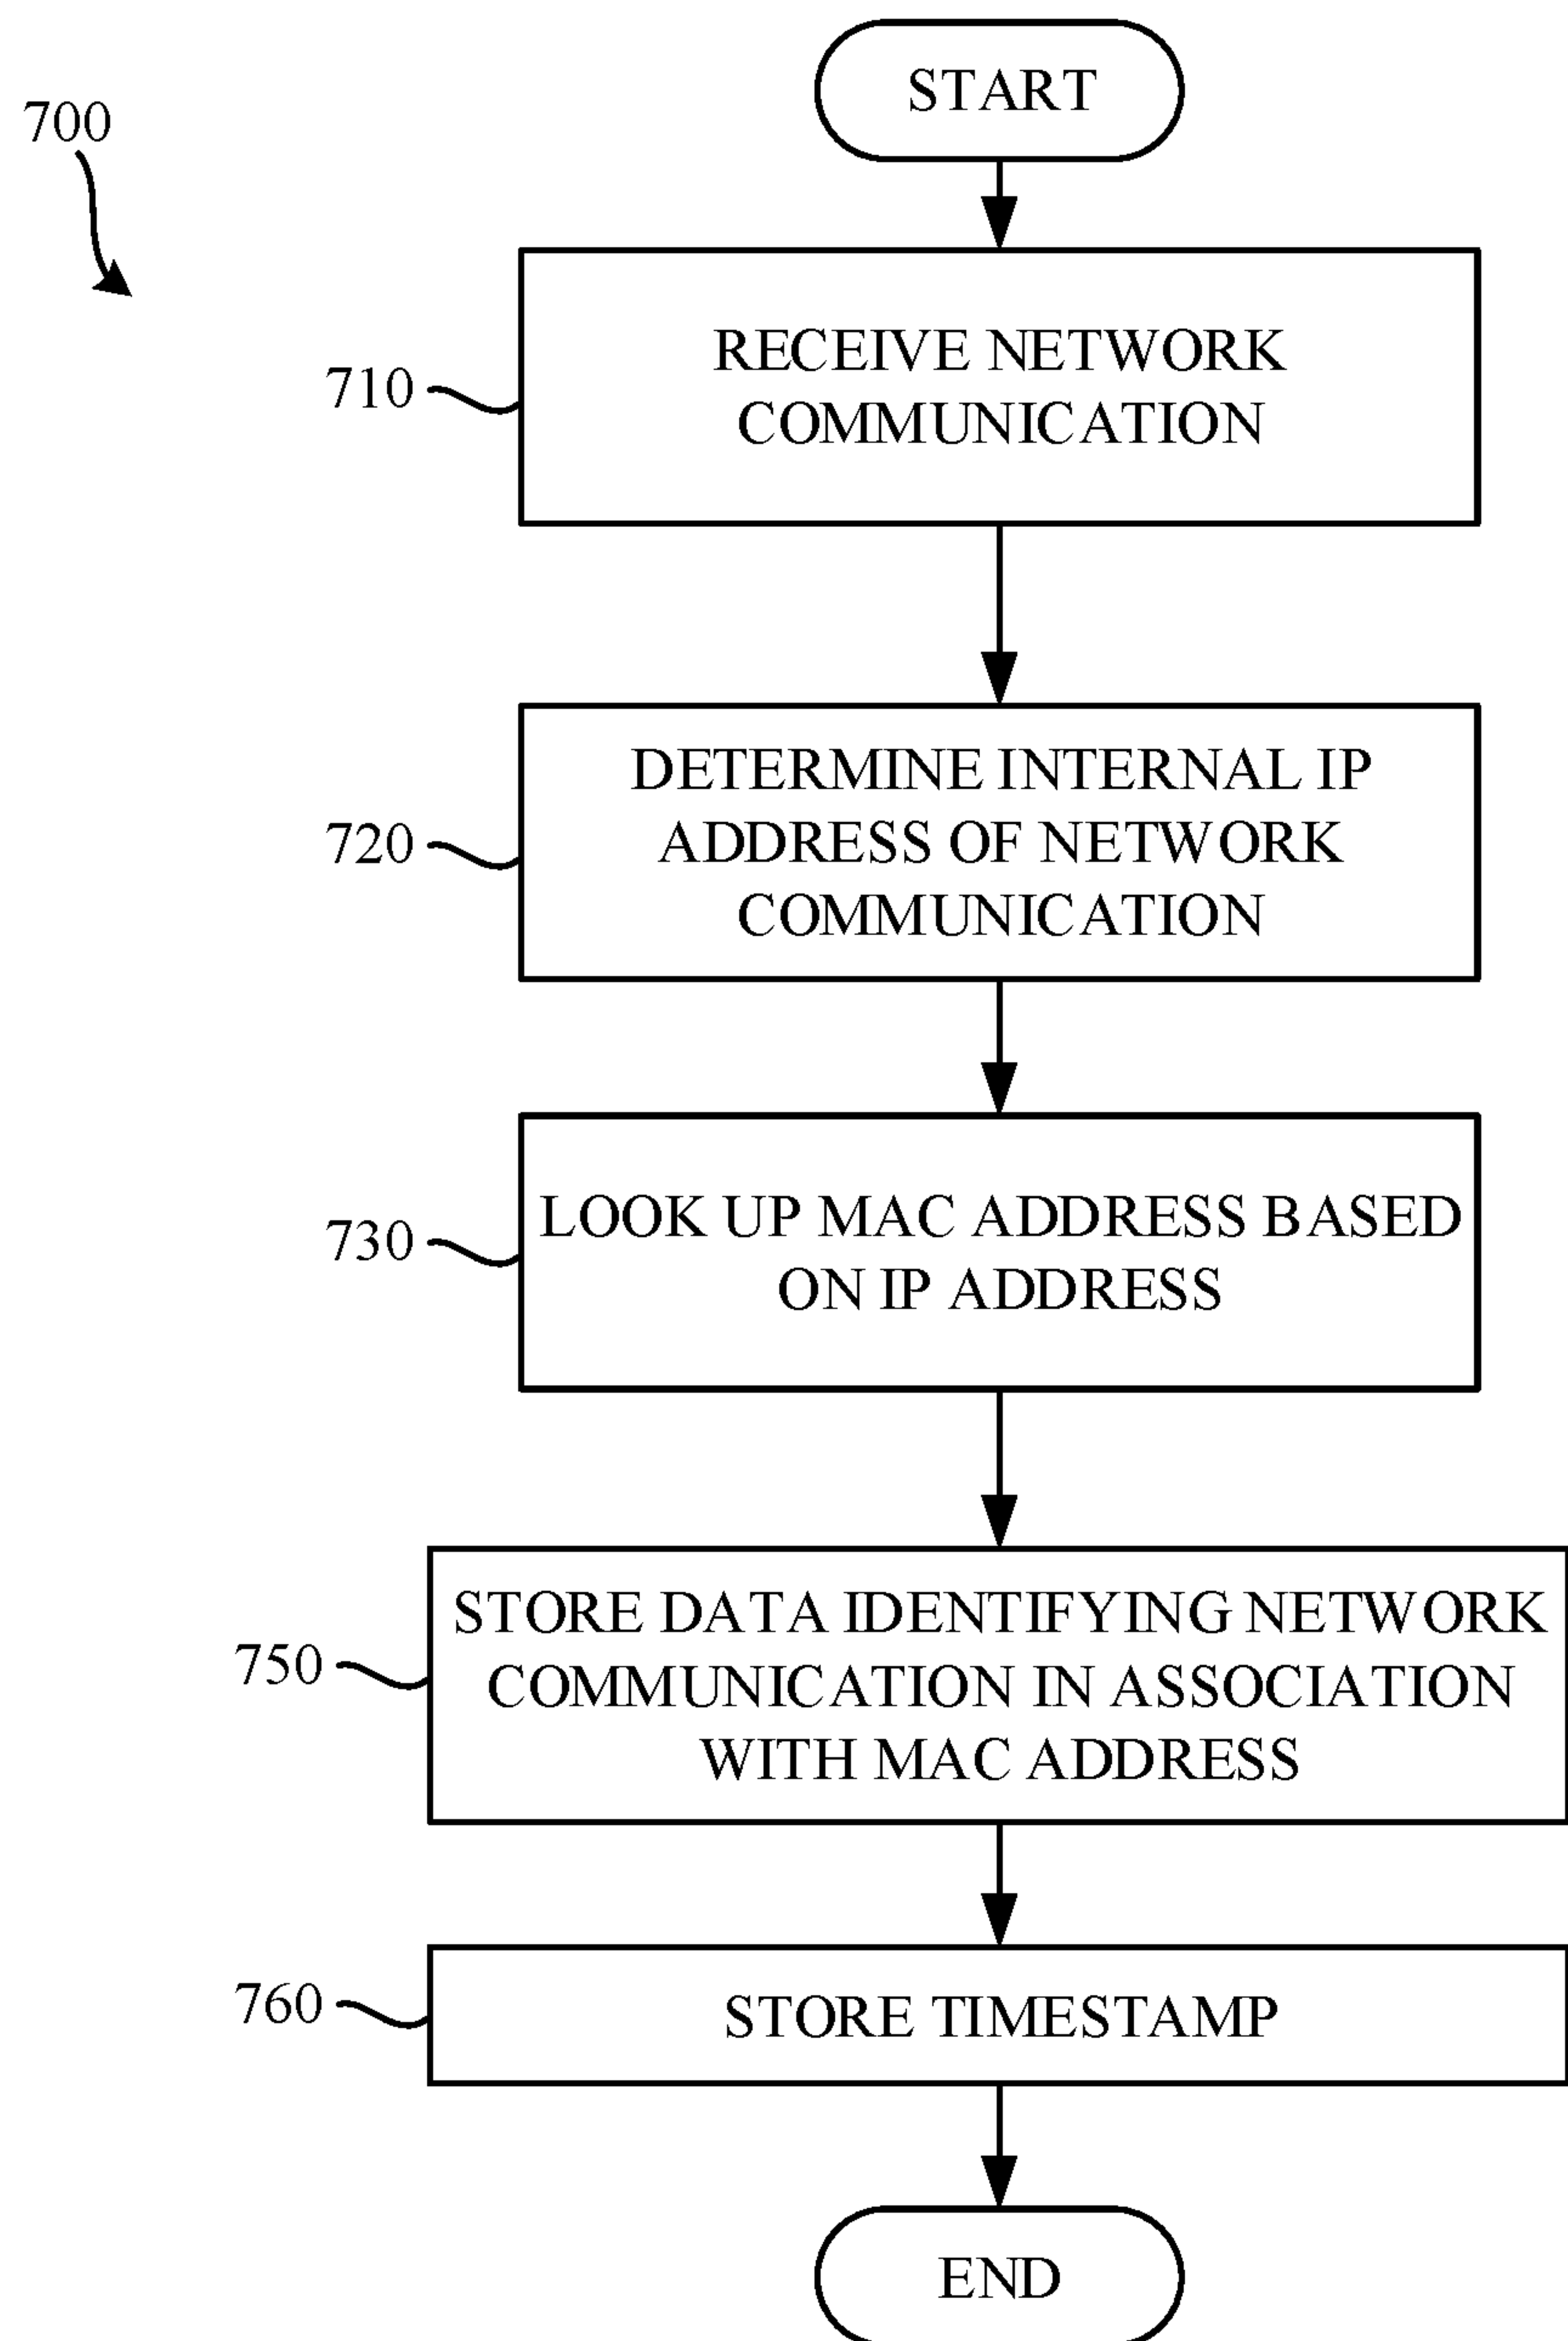 START
700
710
RECEIVE NETWORK
COMMUNICATION
720
DETERMINE INTERNAL IP
ADDRESS OF NETWORK
COMMUNICATION
730
LOOK UP MAC ADDRESS BASED
ON IP ADDRESS
750
STORE DATA IDENTIFYING NETWORK
COMMUNICATION IN ASSOCIATION
WITH MAC ADDRESS
760
STORE TIMESTAMP
END